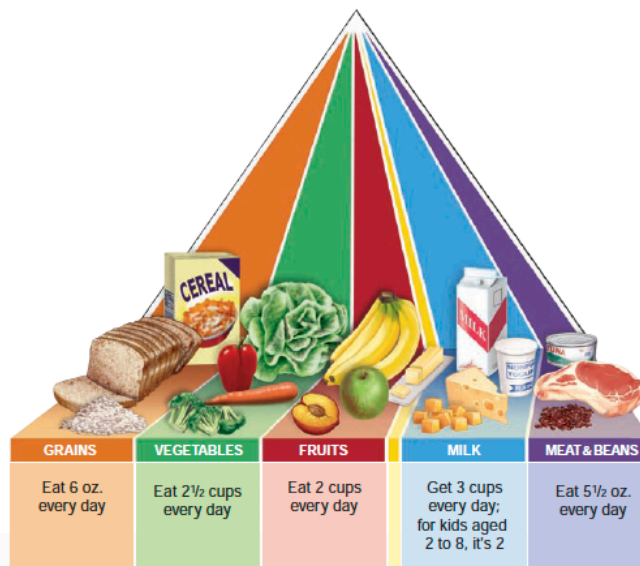 CEREAL
MILK
TUNA
GRAINS
VEGETABLES
FRUITS
MILK
MEAT & BEANS
Eat 6 oz.
every day
Eat 2½ cups
every day
Eat 2 cups
every day
Get 3 cups
every day;
for kids aged
2 to 8, it's 2
Eat 5½ oz.
every day